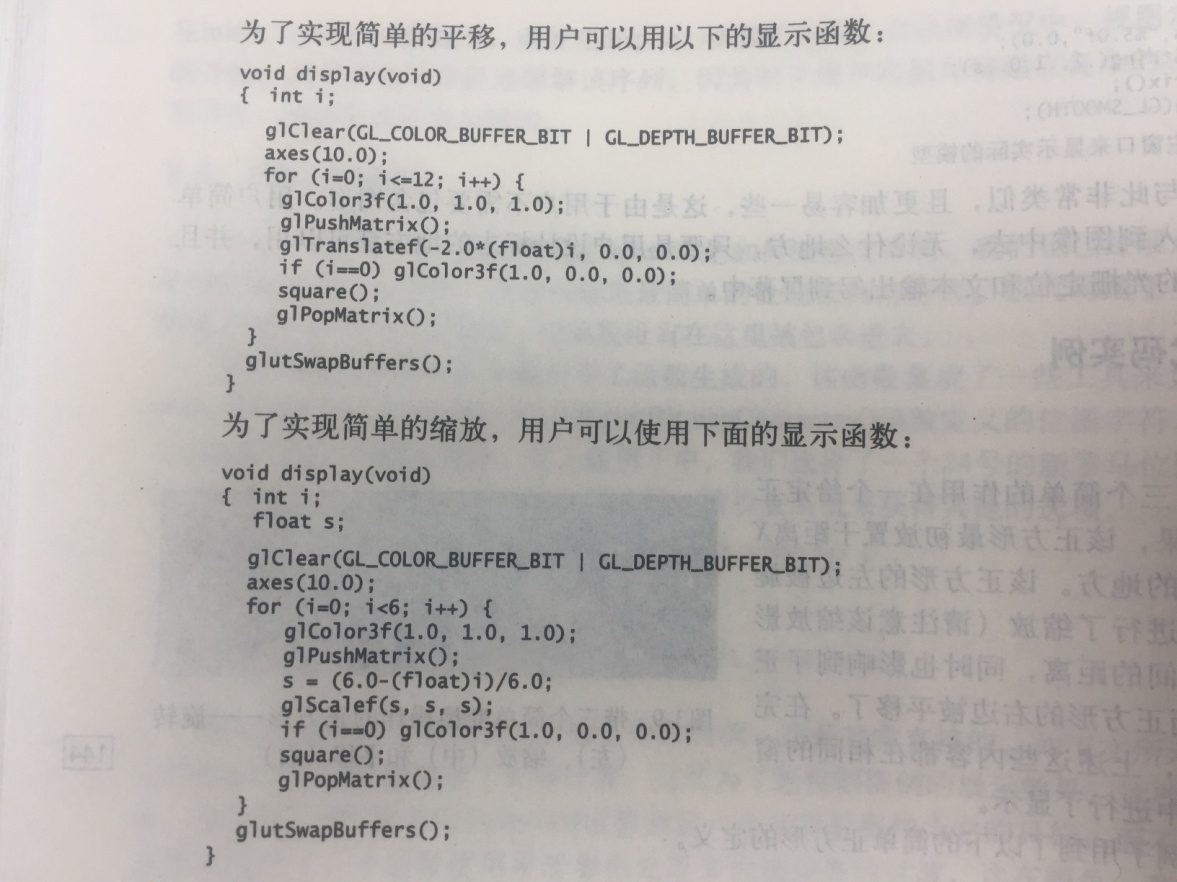 为了实现简单的平移，用户可以用以下的显示函数：
void display(void)
{ int i;
glClear(GL_COLOR_BUFFER_BIT | GL_DEPTH_BUFFER_BIT);
axes(10.0);
for (i=0; i<=12; i++) {
glColor3f(1.0, 1.0, 1.0);
glPushMatrix();
glTranslatef(-2.0*(float)i, 0.0, 0.0);
if (i==0) glColor3f(1.0, 0.0, 0.0);
square();
glPopMatrix();
}
glutSwapBuffers();
}
为了实现简单的缩放，用户可以使用下面的显示函数：
void display(void)
{ int i;
float s;
glClear(GL_COLOR_BUFFER_BIT | GL_DEPTH_BUFFER_BIT);
axes(10.0);
for (i=0; i<6; i++) {
glColor3f(1.0, 1.0, 1.0);
glPushMatrix();
s = (6.0-(float)i)/6.0;
glScalef(s, s, s);
if (i==0) glColor3f(1.0, 0.0, 0.0);
square();
glPopMatrix();
}
glutSwapBuffers();
}